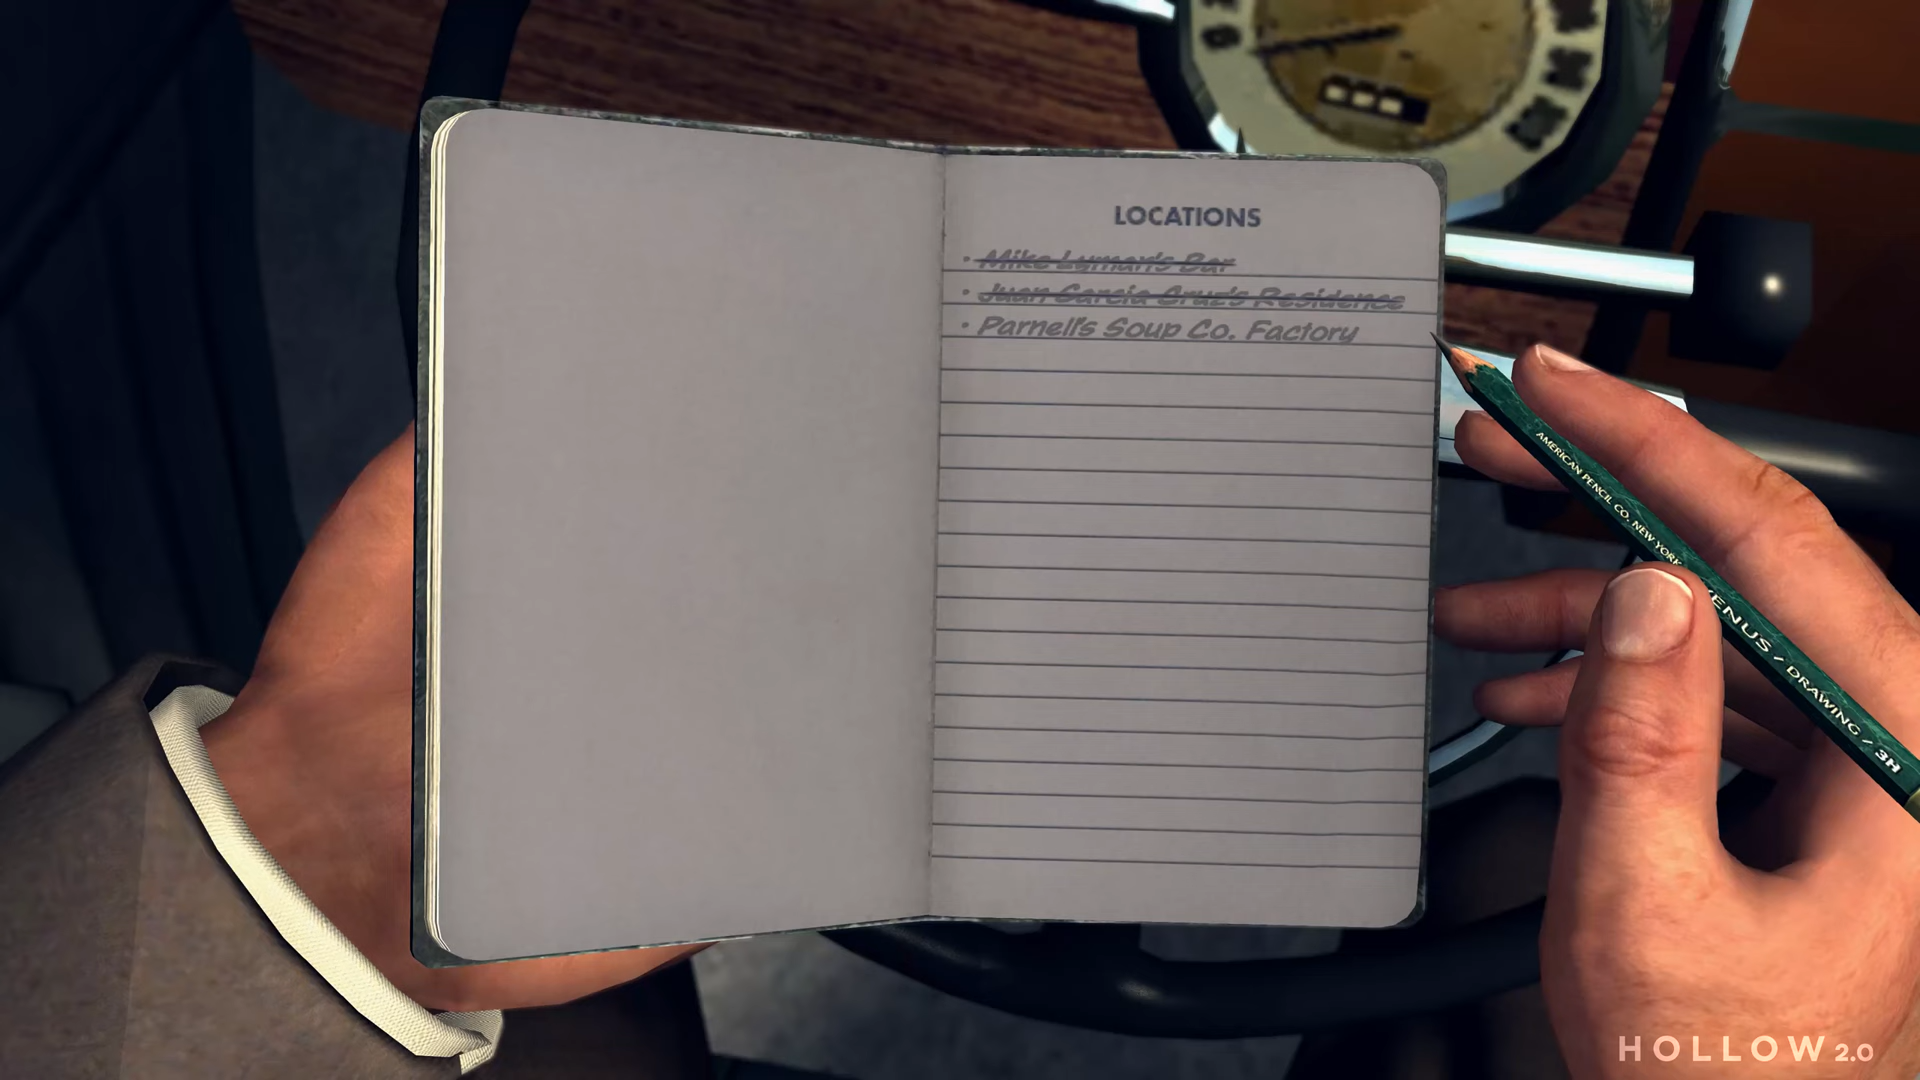 LOCATIONS
· Mike Lyman's Bar
· Juan Garcia Cruz's Residence
· Parnell's Soup Co. Factory
AMERICAN PENCIL CO. NEW YORK
VENUS / DRAWING / 3H
HOLLOW 2.0